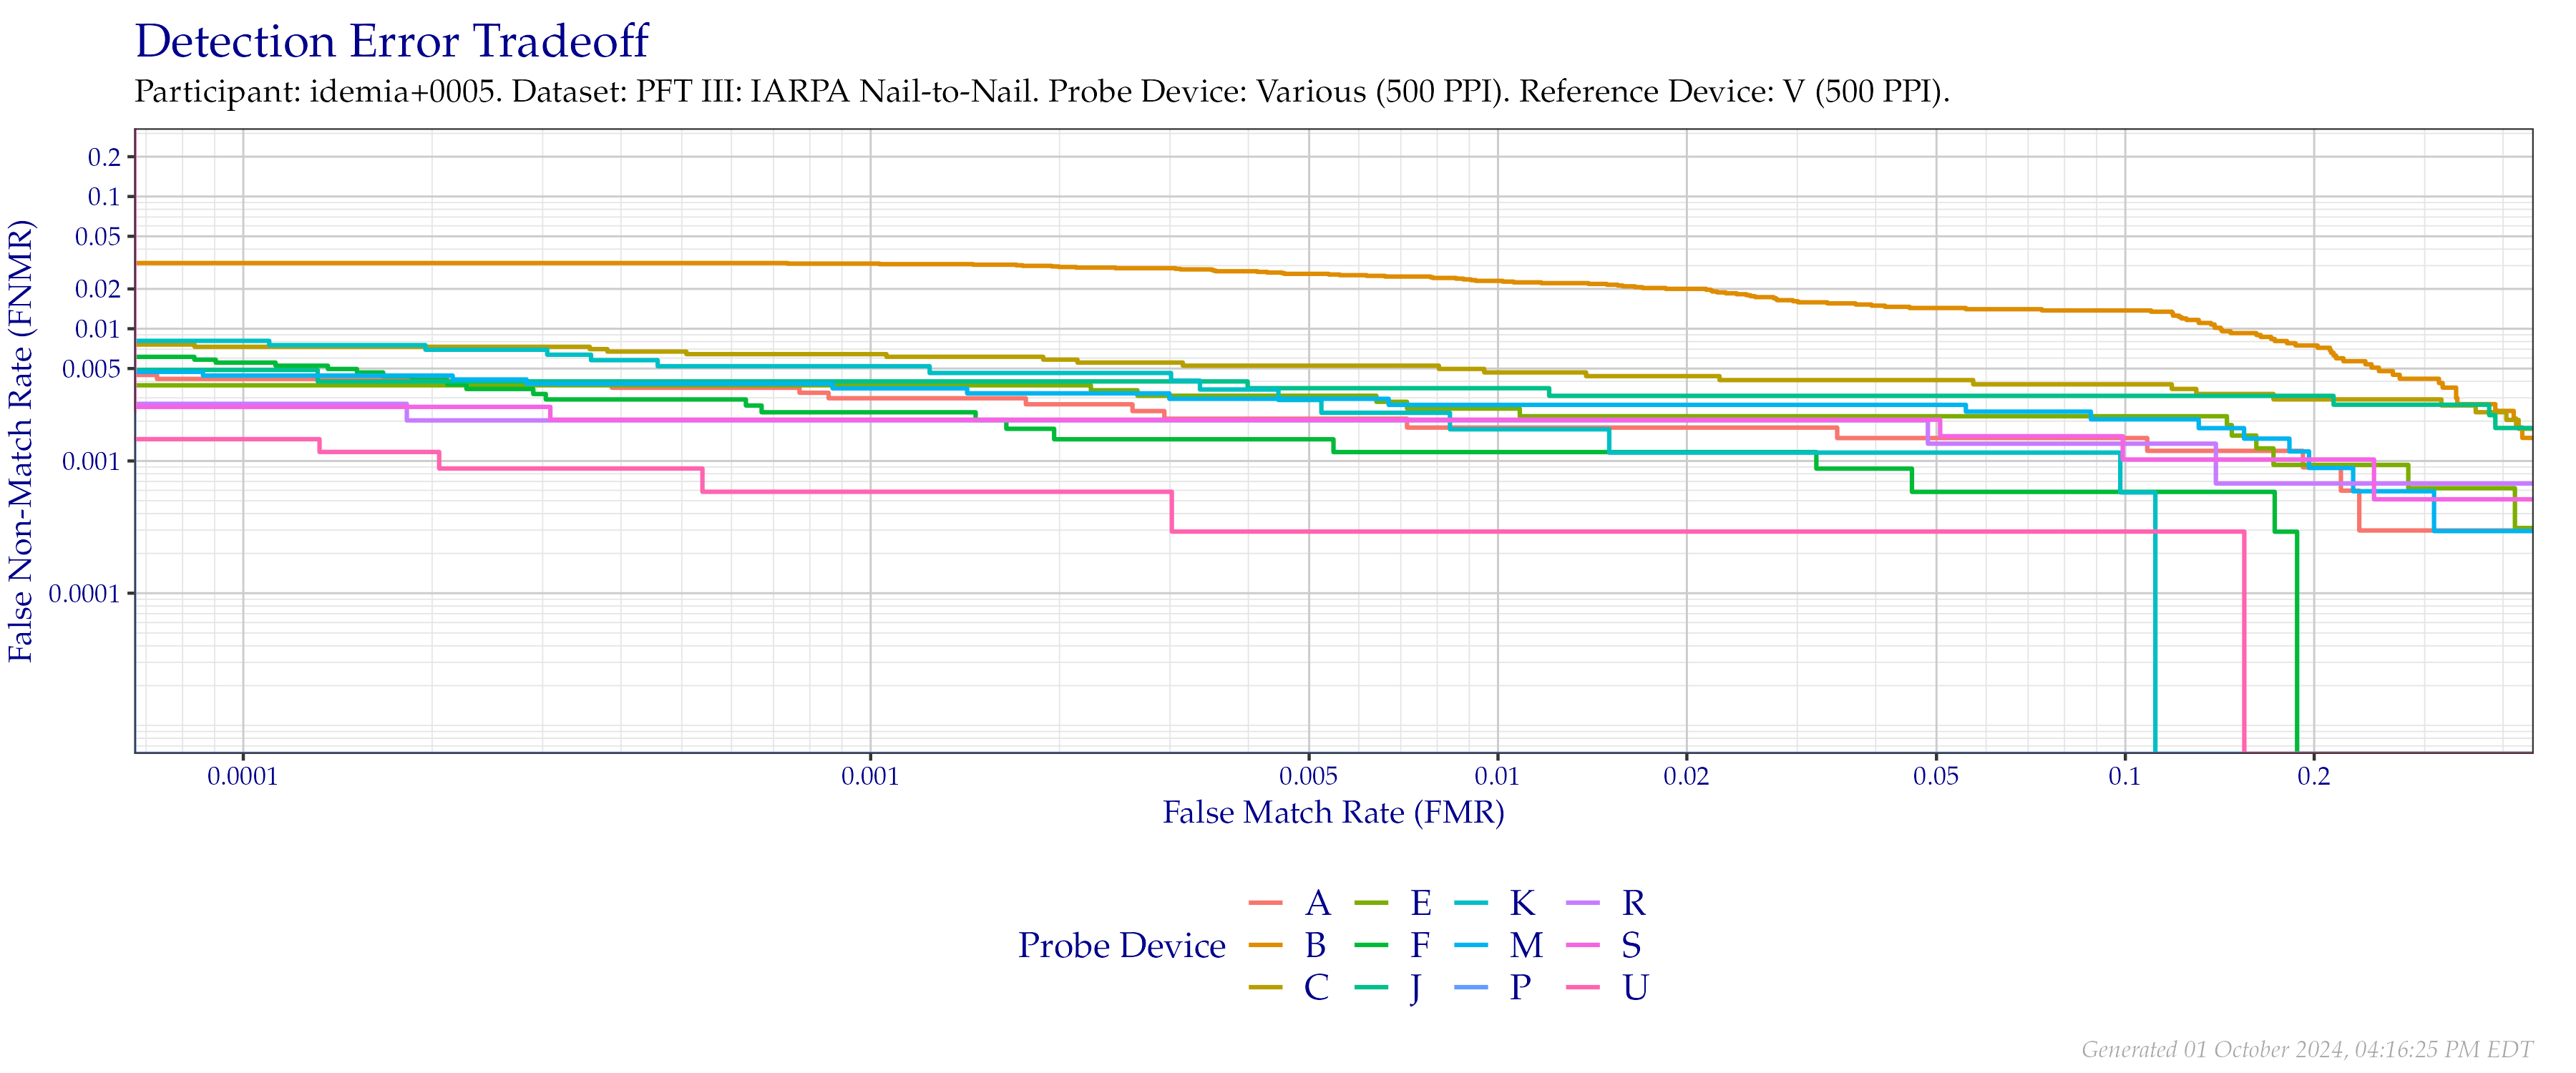 Detection Error Tradeoff
Participant: idemia+0005. Dataset: PFT III: IARPA Nail-to-Nail. Probe Device: Various (500 PPI). Reference Device: V (500 PPI).
False Non-Match Rate (FNMR)
0.2
0.1
0.05
0.02
0.01
0.005
0.001
0.0001
0.0001 0.001 0.005 0.01 0.02 0.05 0.1 0.2
False Match Rate (FMR)
Probe Device
A E K R
B F M S
C J P U
Generated 01 October 2024, 04:16:25 PM EDT